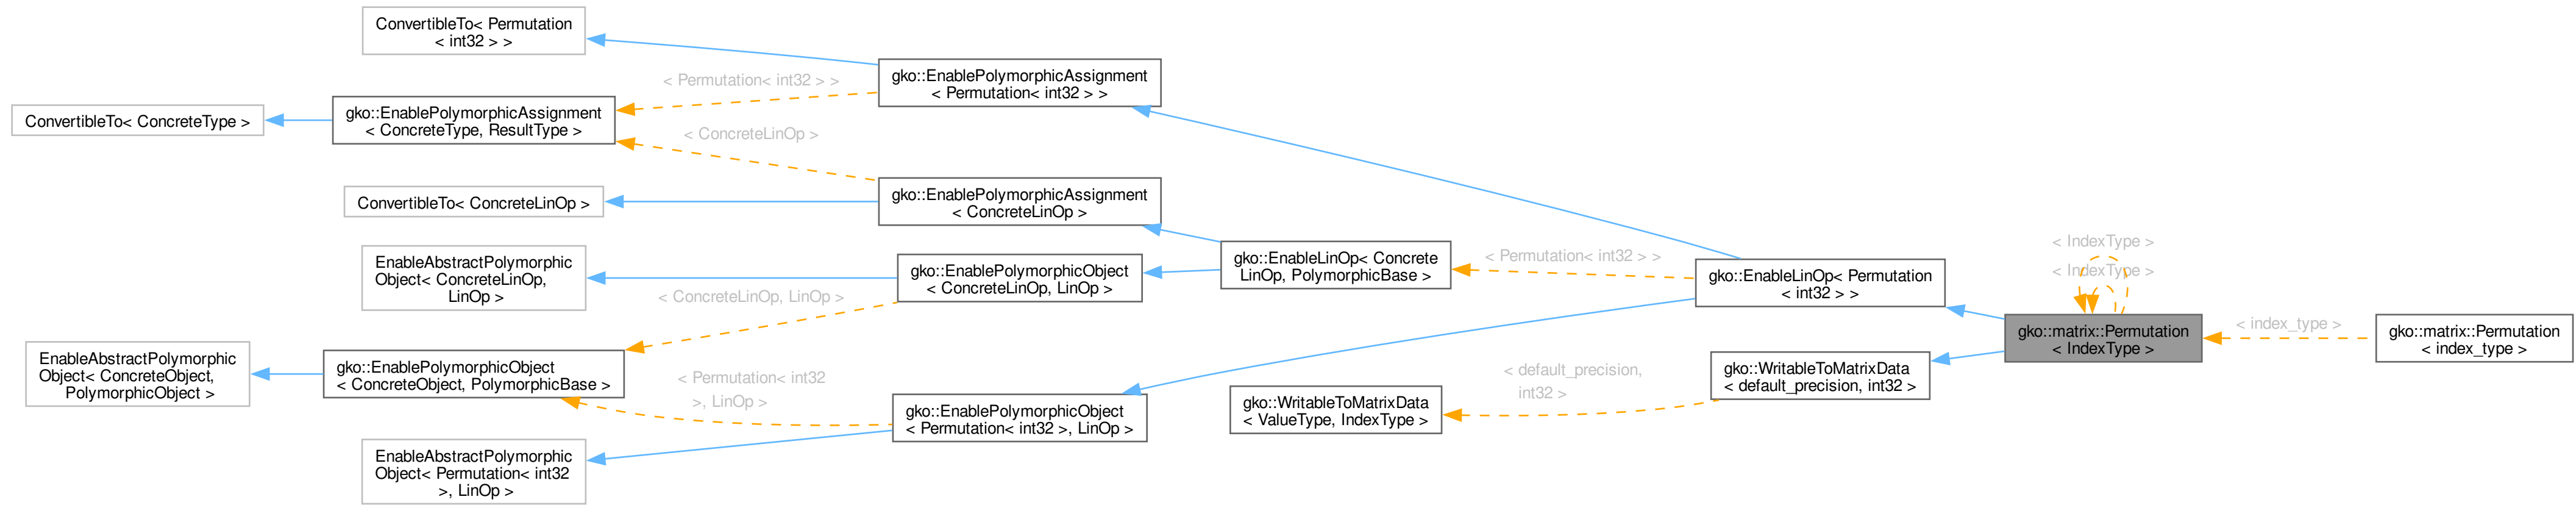 ConvertibleTo< Permutation
< int32 > >
ConvertibleTo< ConcreteType >
gko::EnablePolymorphicAssignment
< ConcreteType, ResultType >
ConvertibleTo< ConcreteLinOp >
EnableAbstractPolymorphic
Object< ConcreteLinOp,
LinOp >
EnableAbstractPolymorphic
Object< ConcreteObject,
PolymorphicObject >
gko::EnablePolymorphicObject
< ConcreteObject, PolymorphicBase >
EnableAbstractPolymorphic
Object< Permutation< int32
>, LinOp >
< Permutation< int32 > >
< ConcreteLinOp >
< ConcreteLinOp, LinOp >
< Permutation< int32
>, LinOp >
gko::EnablePolymorphicAssignment
< Permutation< int32 > >
gko::EnablePolymorphicAssignment
< ConcreteLinOp >
gko::EnablePolymorphicObject
< ConcreteLinOp, LinOp >
gko::EnablePolymorphicObject
< Permutation< int32 >, LinOp >
gko::EnableLinOp< Concrete
LinOp, PolymorphicBase >
gko::WritableToMatrixData
< ValueType, IndexType >
< Permutation< int32 > >
< default_precision,
int32 >
gko::EnableLinOp< Permutation
< int32 > >
gko::WritableToMatrixData
< default_precision, int32 >
< IndexType >
< IndexType >
gko::matrix::Permutation
< IndexType >
< index_type >
gko::matrix::Permutation
< index_type >